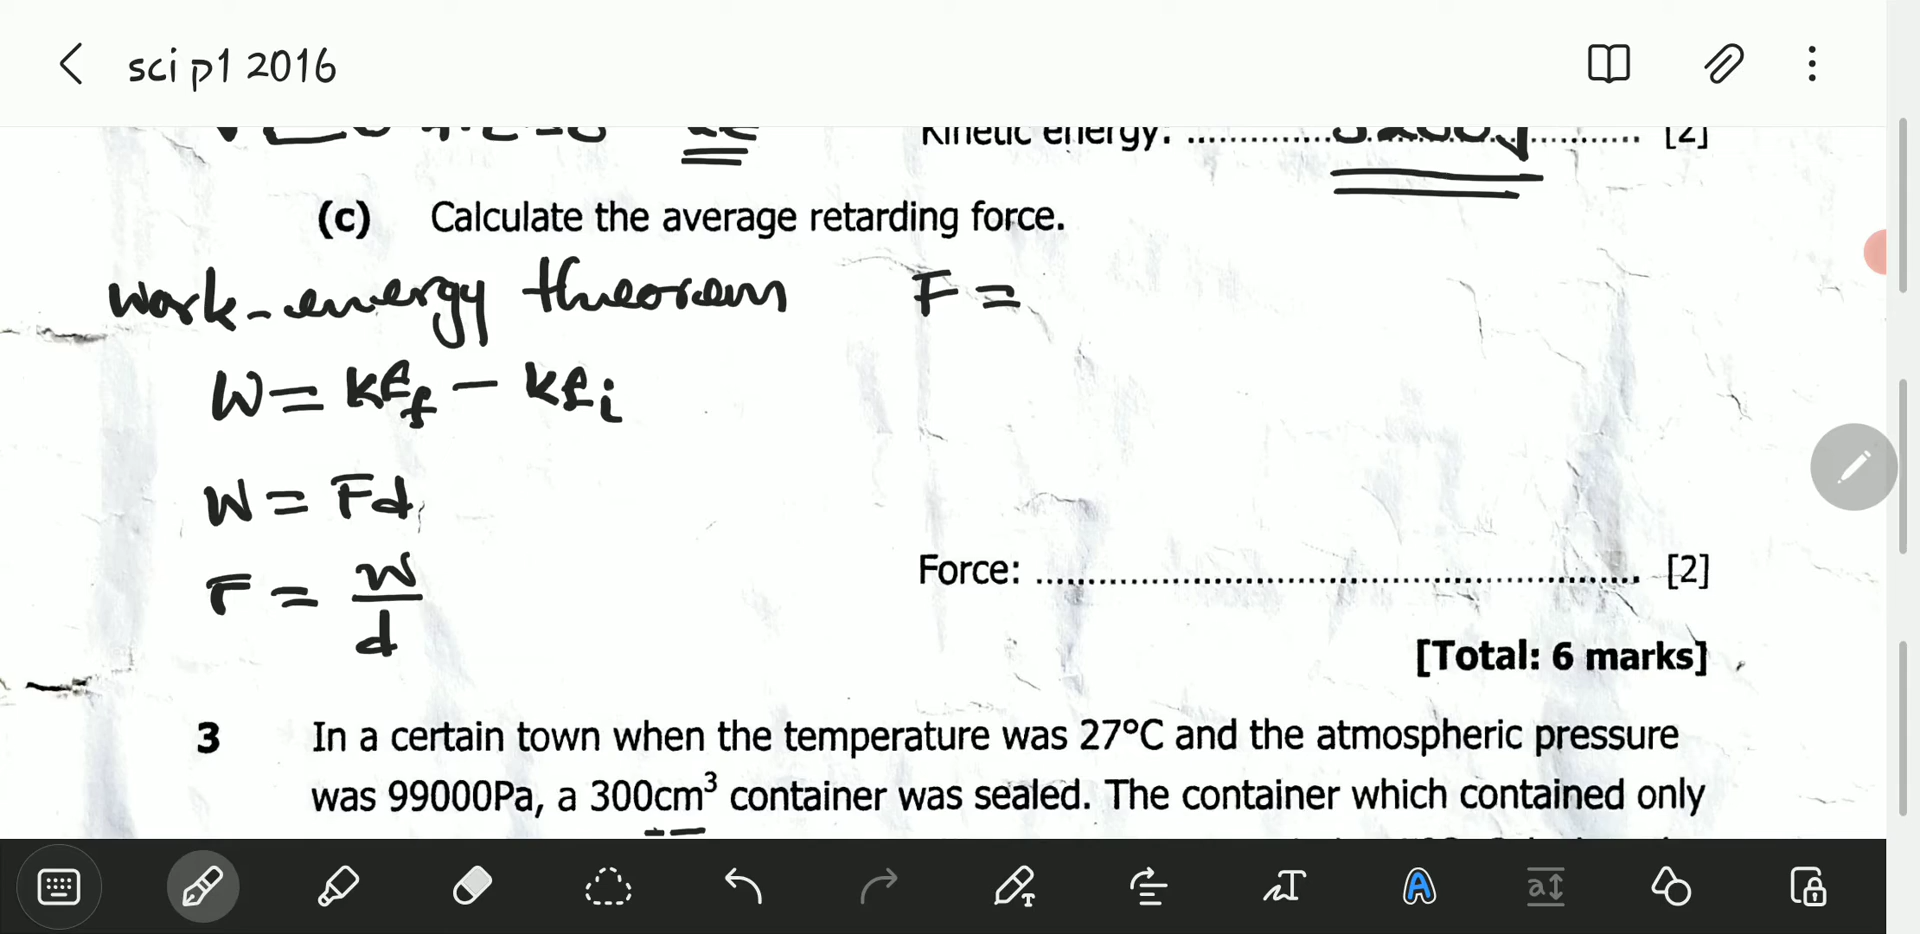 sci p1 2016
Kinetic energy: ........................................ [2]
(c) Calculate the average retarding force.
work-energy theorem F =
W = KEf - KEi
W = Fd
F = W/d
Force: ........................................ [2]
[Total: 6 marks]
3 In a certain town when the temperature was 27°C and the atmospheric pressure
was 99000Pa, a 300cm³ container was sealed. The container which contained only